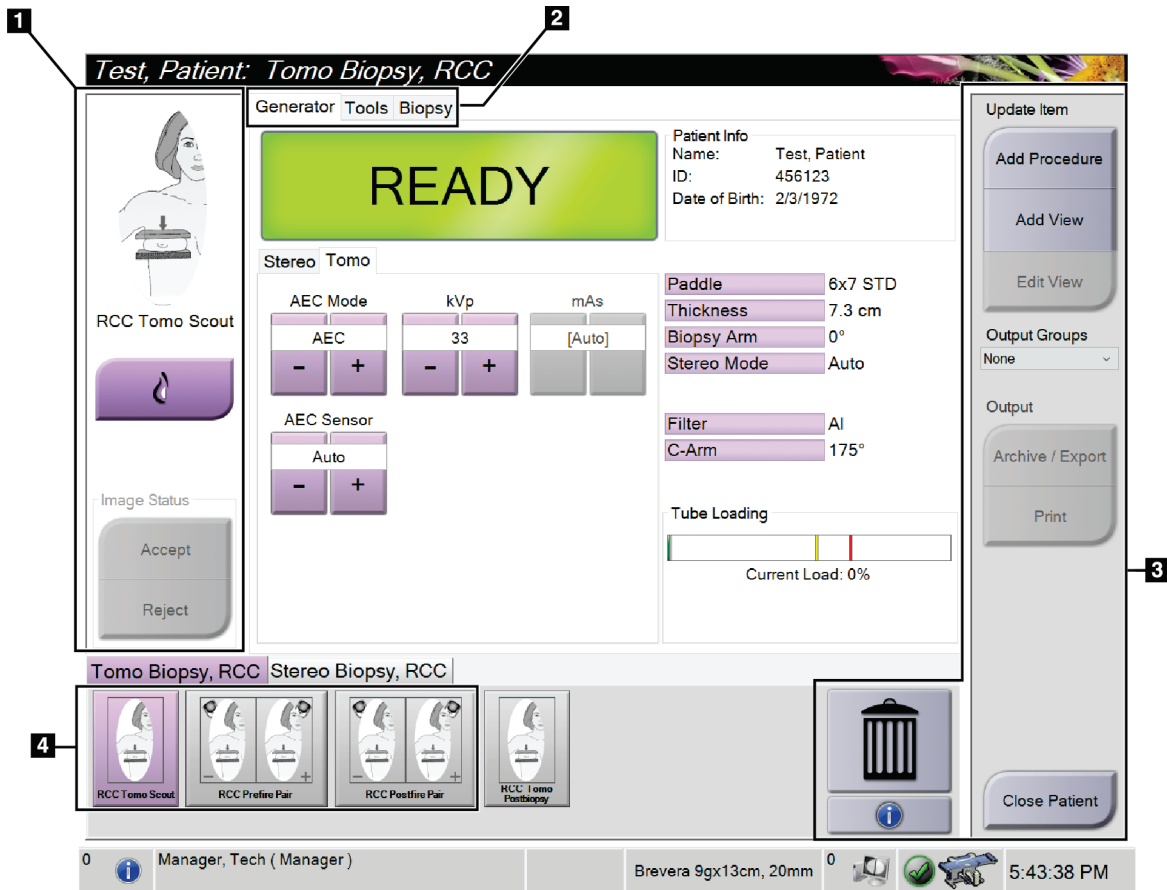 1
2
Test, Patient: Tomo Biopsy, RCC
Generator Tools Biopsy
READY
Patient Info
Name: Test, Patient
ID: 456123
Date of Birth: 2/3/1972
Update Item
Add Procedure
Add View
Edit View
Output Groups
None
Output
Archive / Export
Print
3
RCC Tomo Scout
Image Status
Accept
Reject
Stereo Tomo
AEC Mode kVp mAs
AEC 33 [Auto]
- + - +
AEC Sensor
Auto
- +
Paddle 6x7 STD
Thickness 7.3 cm
Biopsy Arm 0°
Stereo Mode Auto
Filter Al
C-Arm 175°
Tube Loading
Current Load: 0%
Tomo Biopsy, RCC Stereo Biopsy, RCC
4
RCC Tomo Scout
- +
RCC Prefire Pair
- +
RCC Postfire Pair
RCC Tomo
Postbiopsy
i
Close Patient
0 i Manager, Tech ( Manager ) Brevera 9gx13cm, 20mm 0 5:43:38 PM